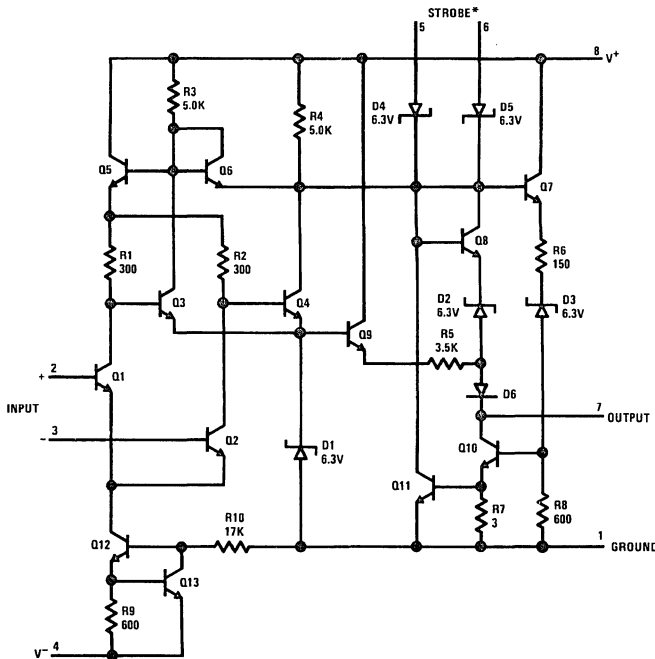 STROBE*
5 6
8 V+
R3
5.0K
R4
5.0K
D4
6.3V
D5
6.3V
Q5
Q6
Q7
Q8
R1
300
R2
300
R6
150
Q3
Q4
D2
6.3V
D3
6.3V
Q9
R5
3.5K
2
+
Q1
D6
INPUT
7
OUTPUT
3
-
Q2
Q10
D1
6.3V
Q11
R7
3
R8
600
R10
17K
1
GROUND
Q12
Q13
R9
600
V- 4